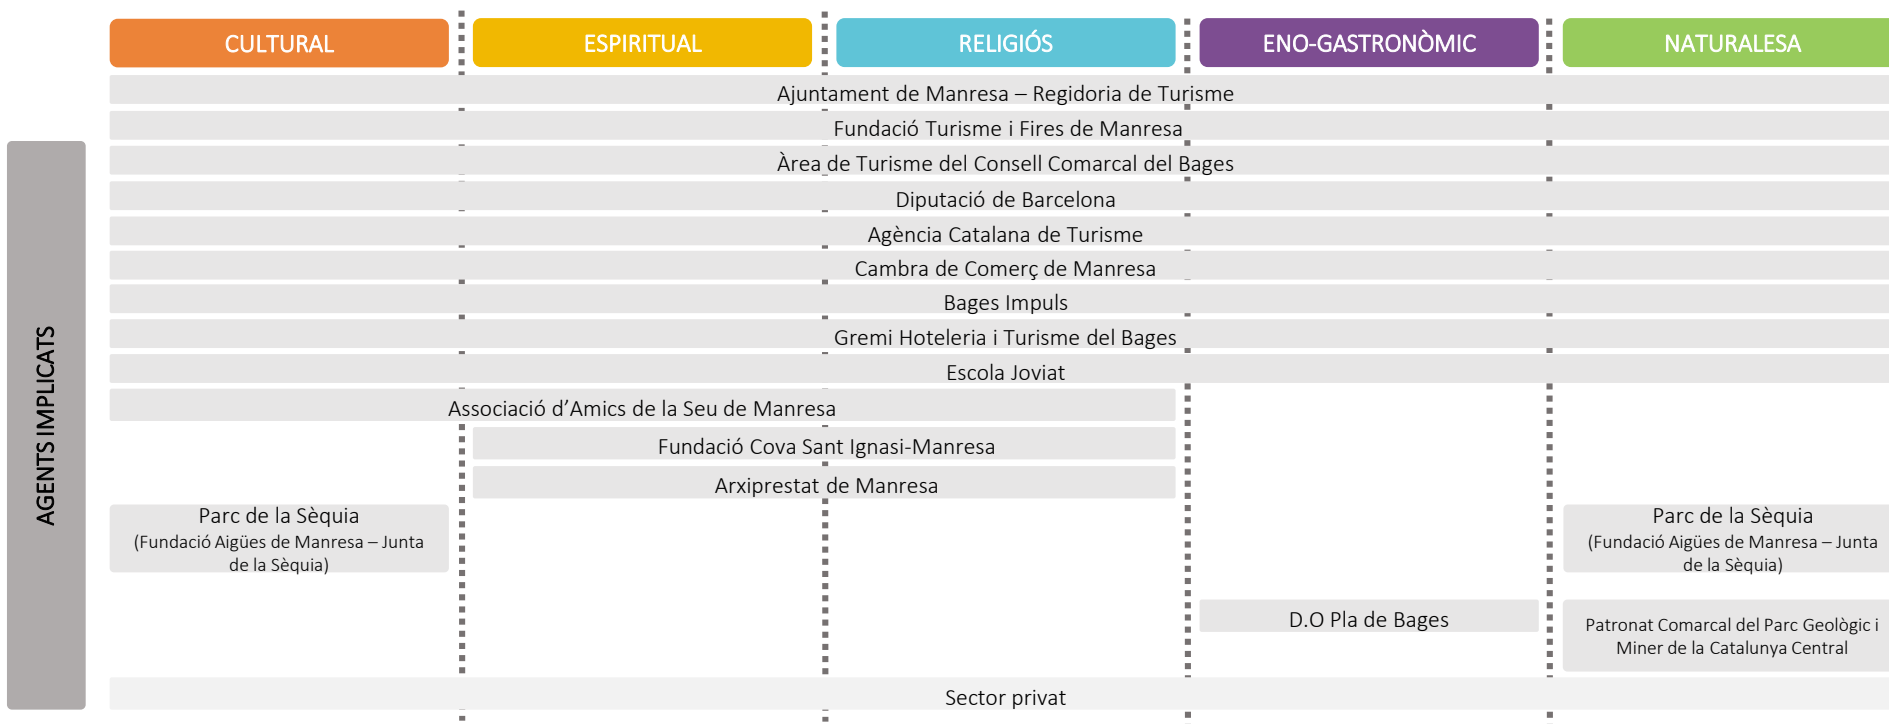 CULTURAL
ESPIRITUAL
RELIGIÓS
ENO-GASTRONÒMIC
NATURALESA
AGENTS IMPLICATS
Ajuntament de Manresa – Regidoria de Turisme
Fundació Turisme i Fires de Manresa
Àrea de Turisme del Consell Comarcal del Bages
Diputació de Barcelona
Agència Catalana de Turisme
Cambra de Comerç de Manresa
Bages Impuls
Gremi Hoteleria i Turisme del Bages
Escola Joviat
Associació d’Amics de la Seu de Manresa
Fundació Cova Sant Ignasi-Manresa
Arxiprestat de Manresa
Parc de la Sèquia
(Fundació Aigües de Manresa – Junta
de la Sèquia)
Parc de la Sèquia
(Fundació Aigües de Manresa – Junta
de la Sèquia)
D.O Pla de Bages
Patronat Comarcal del Parc Geològic i
Miner de la Catalunya Central
Sector privat